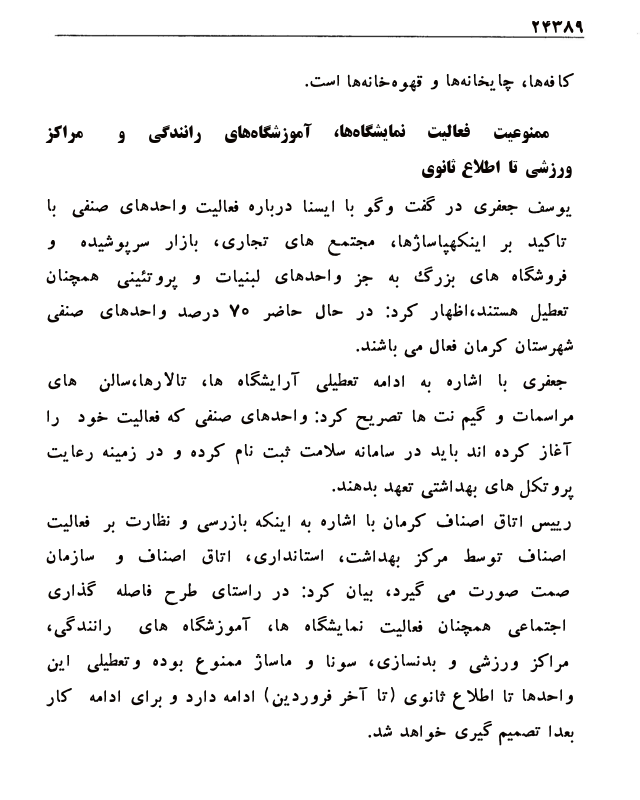 ۲۴۳۸۹
کافه‌ها، چایخانه‌ها و قهوه‌خانه‌ها است.
ممنوعیت فعالیت نمایشگاه‌ها، آموزشگاه‌های رانندگی و مراکز
ورزشی تا اطلاع ثانوی
یوسف جعفری در گفت وگو با ایسنا درباره فعالیت واحدهای صنفی با
تاکید بر اینکهپاساژها، مجتمع های تجاری، بازار سرپوشیده و
فروشگاه های بزرگ به جز واحدهای لبنیات و پروتئینی همچنان
تعطیل هستند،اظهار کرد: در حال حاضر ۷۰ درصد واحدهای صنفی
شهرستان کرمان فعال می باشند.
جعفری با اشاره به ادامه تعطیلی آرایشگاه ها، تالارها،سالن های
مراسمات و گیم نت ها تصریح کرد: واحدهای صنفی که فعالیت خود را
آغاز کرده اند باید در سامانه سلامت ثبت نام کرده و در زمینه رعایت
پروتکل های بهداشتی تعهد بدهند.
رییس اتاق اصناف کرمان با اشاره به اینکه بازرسی و نظارت بر فعالیت
اصناف توسط مرکز بهداشت، استانداری، اتاق اصناف و سازمان
صمت صورت می گیرد، بیان کرد: در راستای طرح فاصله گذاری
اجتماعی همچنان فعالیت نمایشگاه ها، آموزشگاه های رانندگی،
مراکز ورزشی و بدنسازی، سونا و ماساژ ممنوع بوده وتعطیلی این
واحدها تا اطلاع ثانوی (تا آخر فروردین) ادامه دارد و برای ادامه کار
بعدا تصمیم گیری خواهد شد.